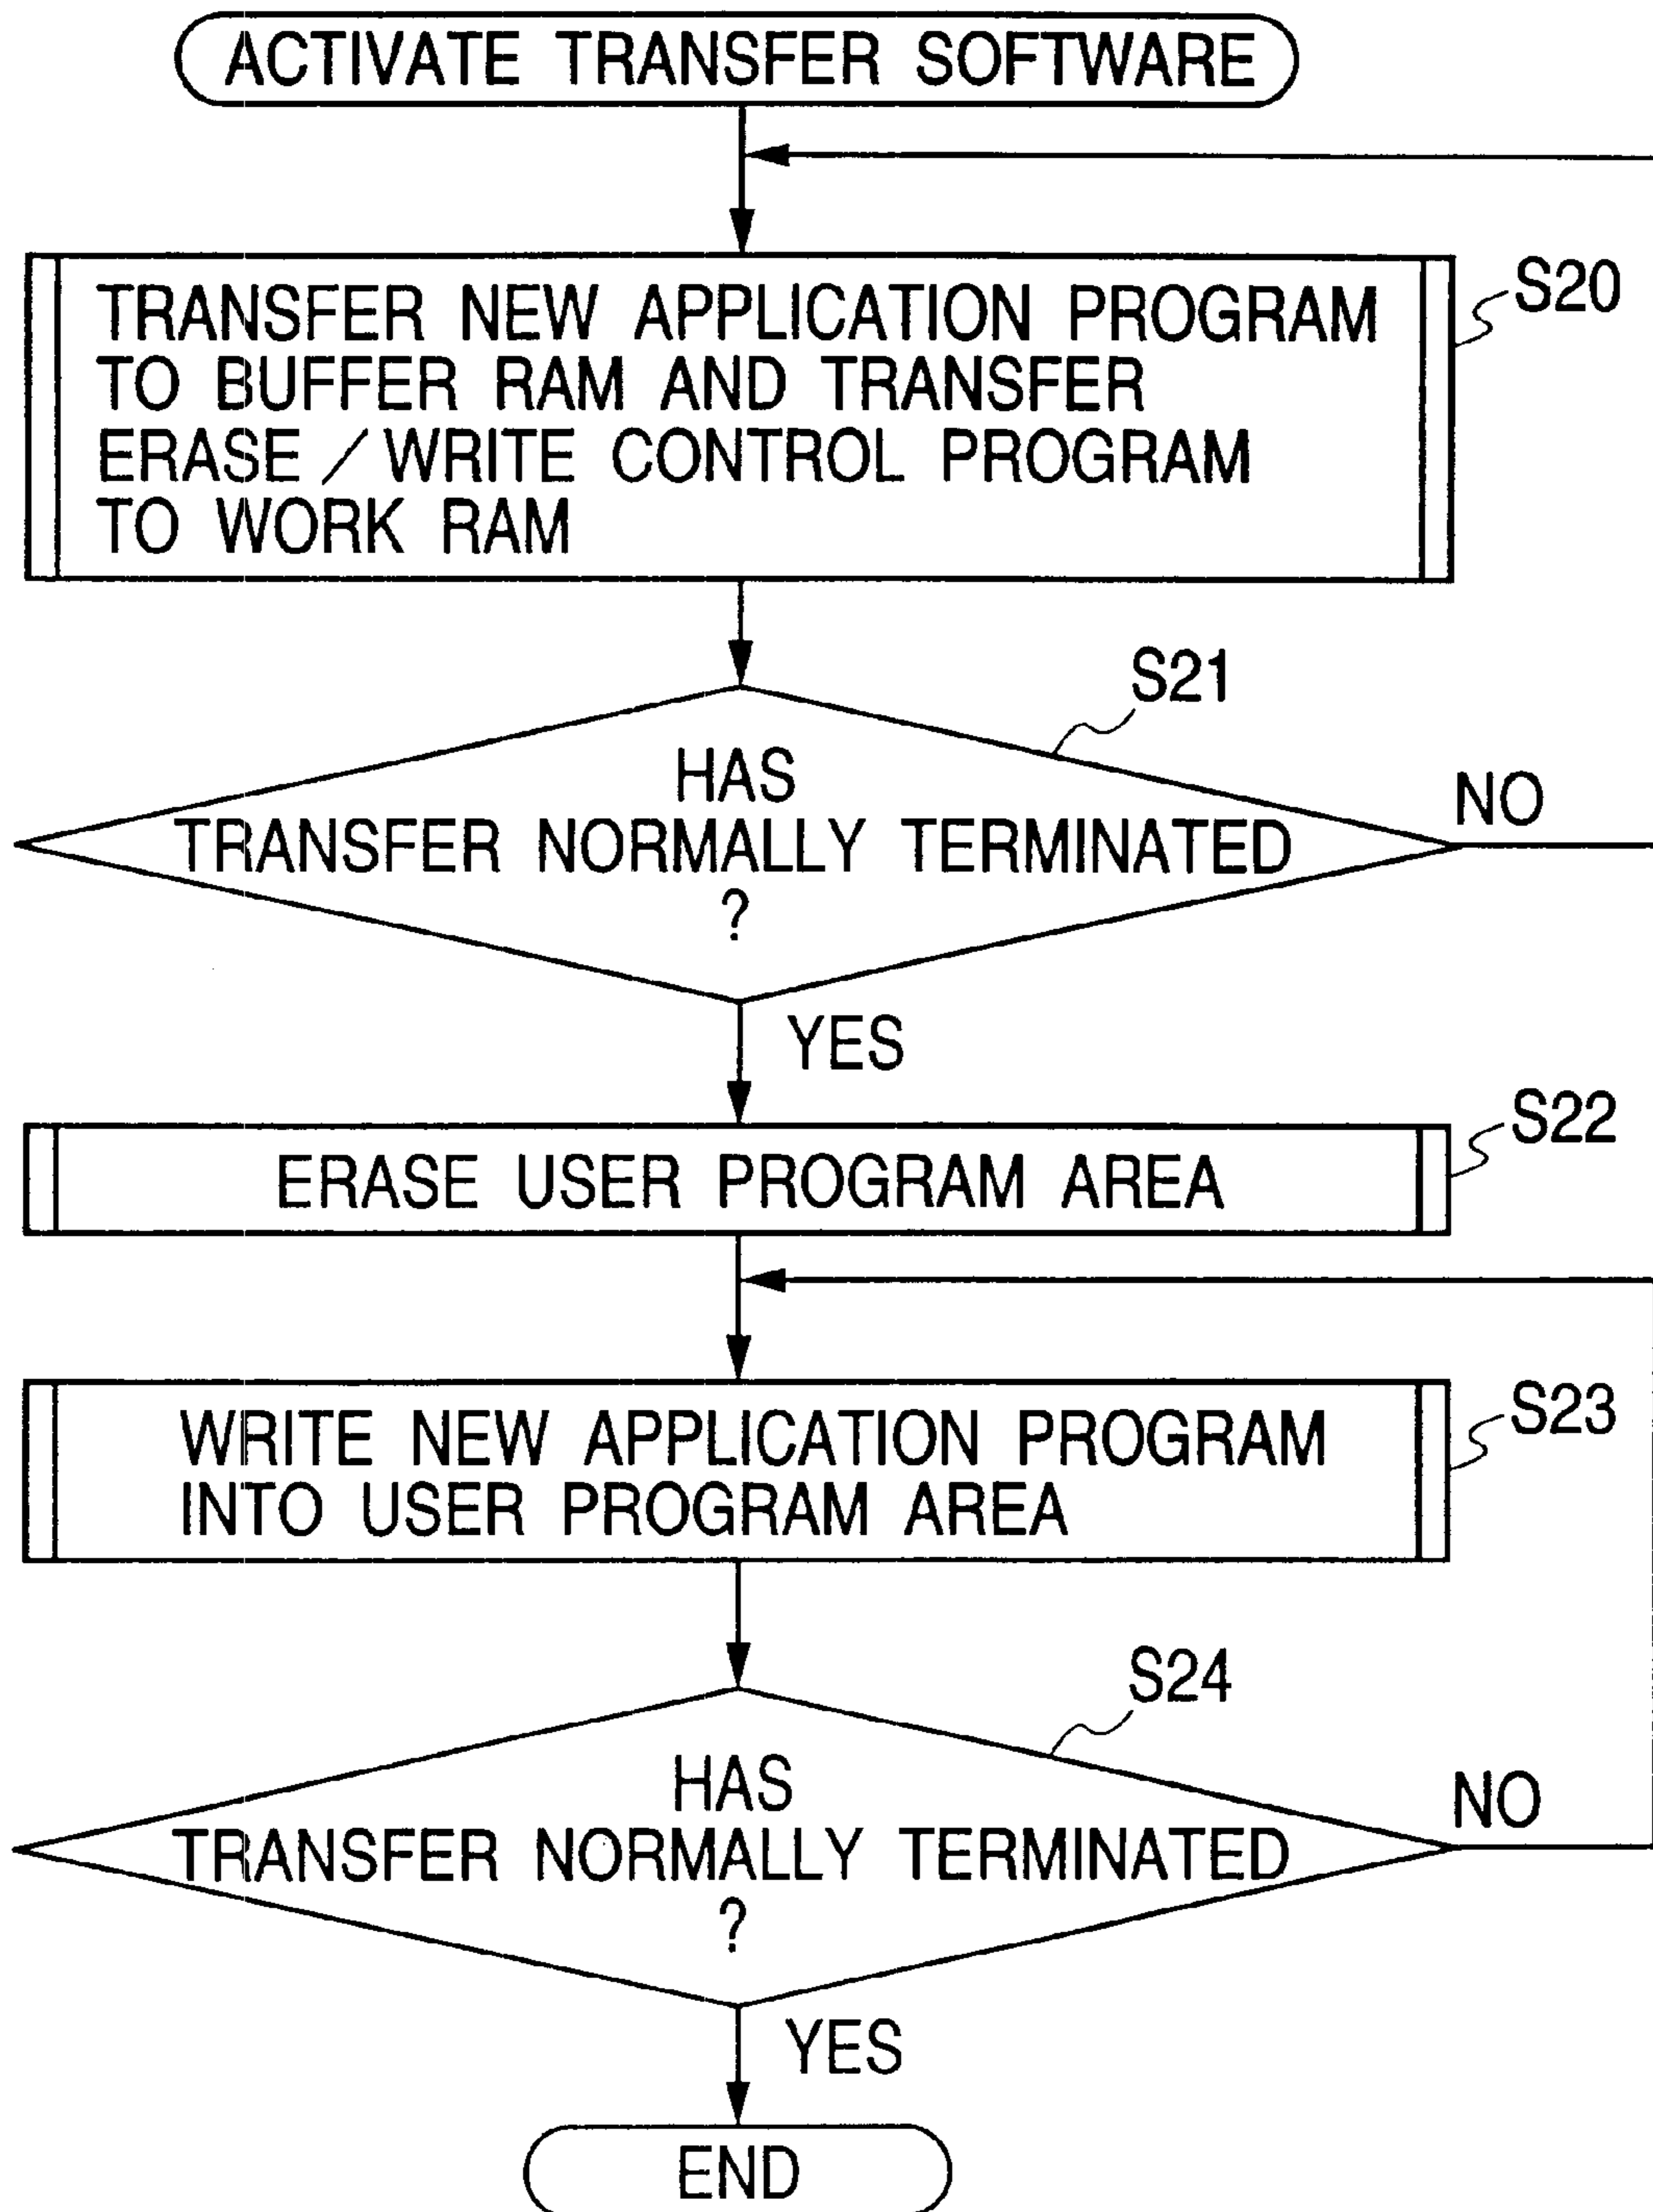 ACTIVATE TRANSFER SOFTWARE
TRANSFER NEW APPLICATION PROGRAM
TO BUFFER RAM AND TRANSFER
ERASE / WRITE CONTROL PROGRAM
TO WORK RAM
S20
S21
HAS
TRANSFER NORMALLY TERMINATED
?
NO
YES
ERASE USER PROGRAM AREA
S22
WRITE NEW APPLICATION PROGRAM
INTO USER PROGRAM AREA
S23
S24
HAS
TRANSFER NORMALLY TERMINATED
?
NO
YES
END